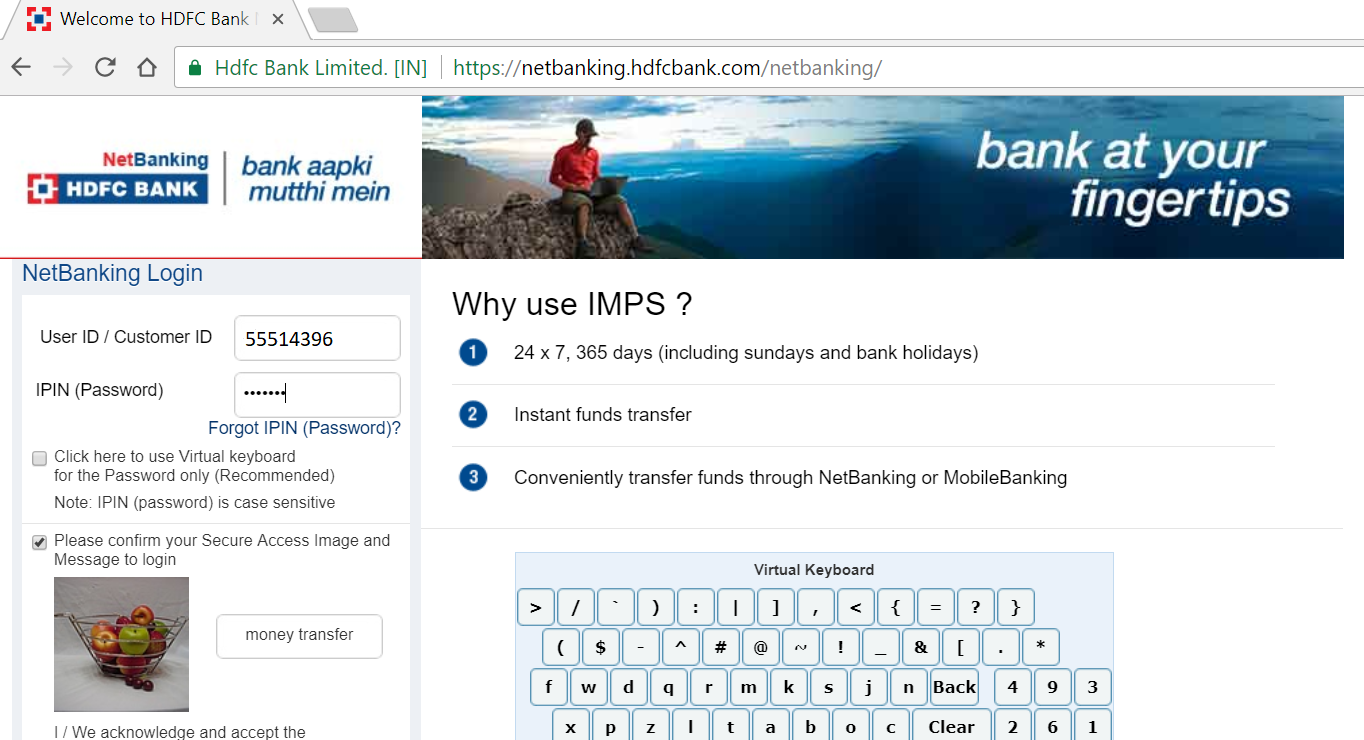 Welcome to HDFC Bank
Hdfc Bank Limited. [IN] https://netbanking.hdfcbank.com/netbanking/
NetBanking
HDFC BANK
bank aapki
mutthi mein
bank at your
fingertips
NetBanking Login
User ID / Customer ID 55514396
IPIN (Password) •••••••
Forgot IPIN (Password)?
Click here to use Virtual keyboard
for the Password only (Recommended)
Note: IPIN (password) is case sensitive
Please confirm your Secure Access Image and
Message to login
money transfer
I / We acknowledge and accept the
Why use IMPS ?
1 24 x 7, 365 days (including sundays and bank holidays)
2 Instant funds transfer
3 Conveniently transfer funds through NetBanking or MobileBanking
Virtual Keyboard
> / ` ) : | ] , < { = ? }
( $ - ^ # @ ~ ! _ & [ . *
f w d q r m k s j n Back 4 9 3
x p z l t a b o c Clear 2 6 1